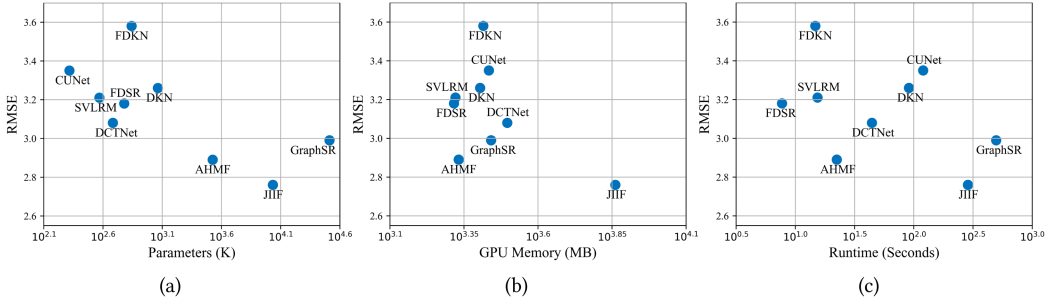 3.6
3.4
3.2
3.0
2.8
2.6
RMSE
FDKN
CUNet
FDSR
SVLRM
DKN
DCTNet
GraphSR
AHMF
JIIF
10^2.1 10^2.6 10^3.1 10^3.6 10^4.1 10^4.6
Parameters (K)
(a)
3.6
3.4
3.2
3.0
2.8
2.6
RMSE
FDKN
CUNet
SVLRM
DKN
FDSR
DCTNet
GraphSR
AHMF
JIIF
10^3.1 10^3.35 10^3.6 10^3.85 10^4.1
GPU Memory (MB)
(b)
3.6
3.4
3.2
3.0
2.8
2.6
RMSE
FDKN
CUNet
SVLRM
DKN
FDSR
DCTNet
GraphSR
AHMF
JIIF
10^0.5 10^1.0 10^1.5 10^2.0 10^2.5 10^3.0
Runtime (Seconds)
(c)